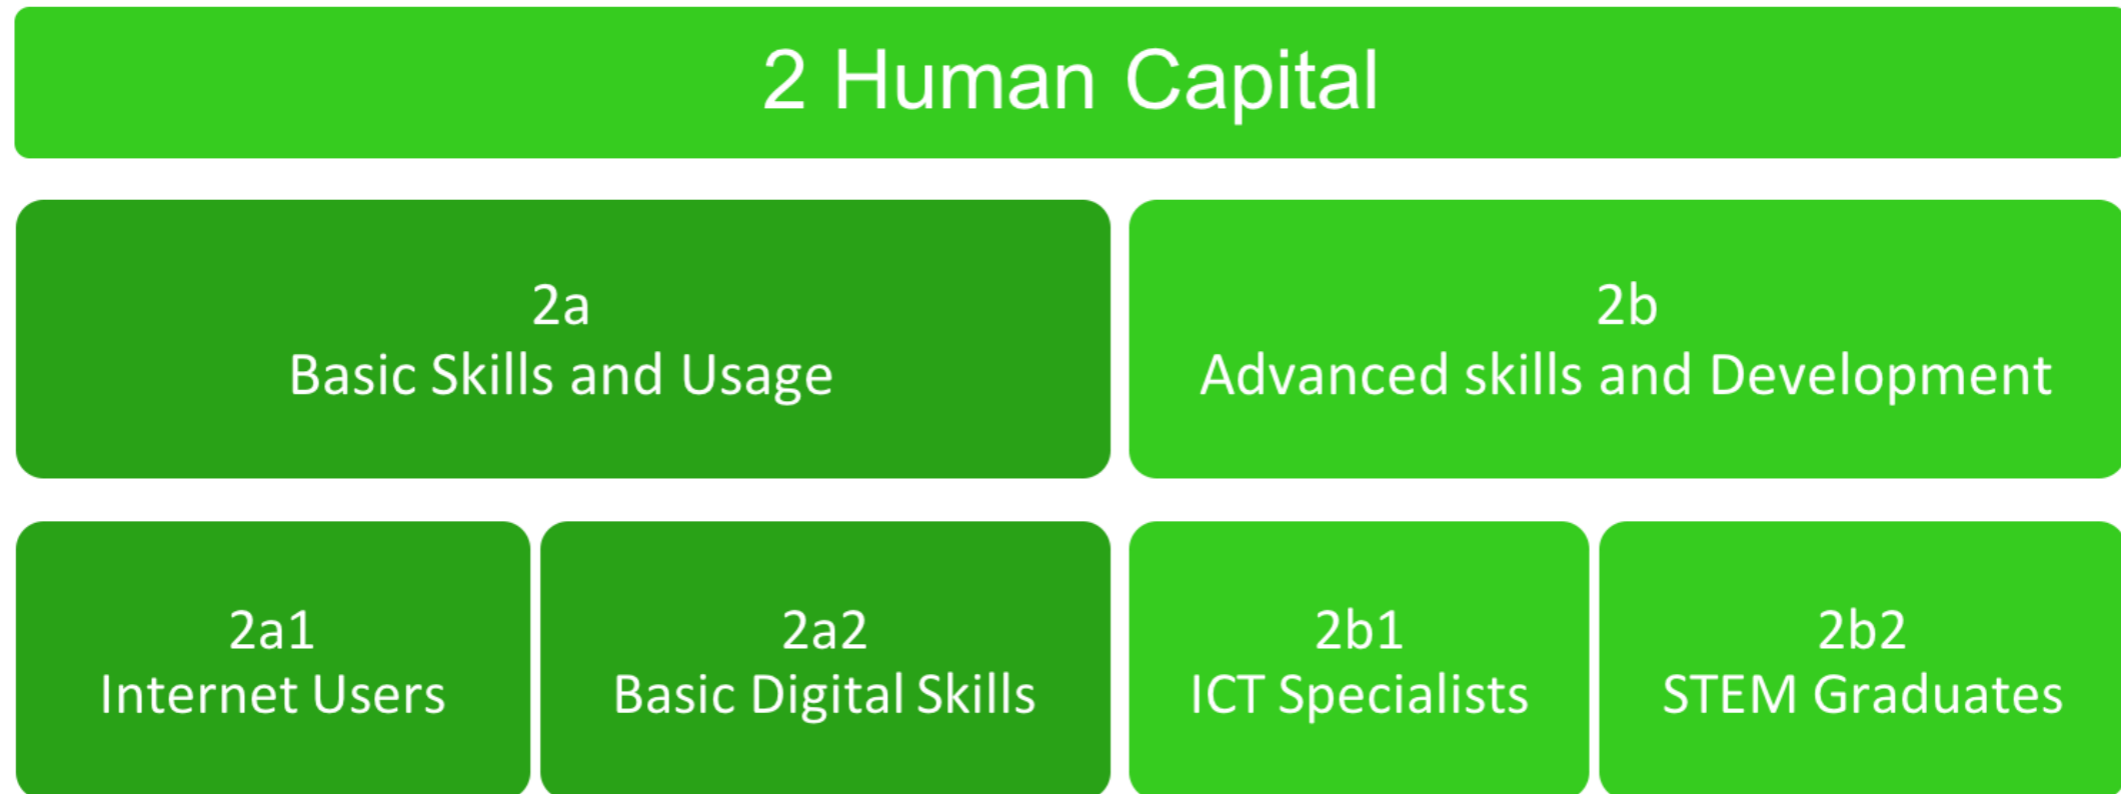 2 Human Capital
2a
Basic Skills and Usage
2b
Advanced skills and Development
2a1
Internet Users
2a2
Basic Digital Skills
2b1
ICT Specialists
2b2
STEM Graduates